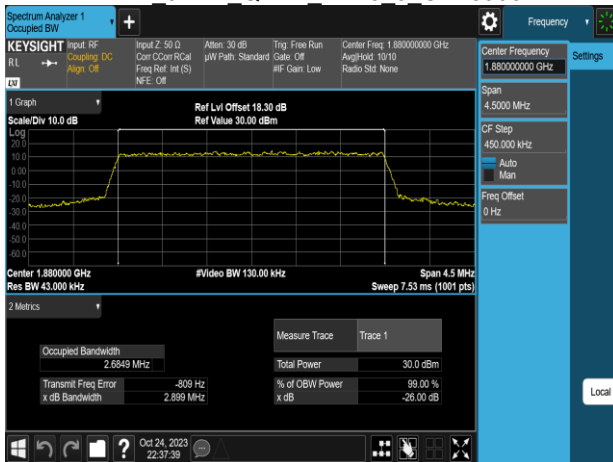 Spectrum Analyzer 1
Occupied BW
Frequency
KEYSIGHT
RL
LXI
Input: RF
Coupling: DC
Align: Off
Input Z: 50 Ω
Corr CCorr RCal
Freq Ref: Int (S)
NFE: Off
Atten: 30 dB
µW Path: Standard
Trig: Free Run
Gate: Off
#IF Gain: Low
Center Freq: 1.880000000 GHz
Avg|Hold: 10/10
Radio Std: None
Center Frequency
1.880000000 GHz
Settings
Span
4.5000 MHz
CF Step
450.000 kHz
Auto
Man
Freq Offset
0 Hz
1 Graph
Scale/Div 10.0 dB
Ref Lvl Offset 18.30 dB
Ref Value 30.00 dBm
Log
20.0
10.0
0.00
-10.0
-20.0
-30.0
-40.0
-50.0
-60.0
Center 1.880000 GHz
Res BW 43.000 kHz
#Video BW 130.00 kHz
Span 4.5 MHz
Sweep 7.53 ms (1001 pts)
2 Metrics
Measure Trace Trace 1
Occupied Bandwidth
2.6849 MHz
Total Power 30.0 dBm
Transmit Freq Error -809 Hz
% of OBW Power 99.00 %
x dB Bandwidth 2.899 MHz
x dB -26.00 dB
Local
?
Oct 24, 2023
22:37:39